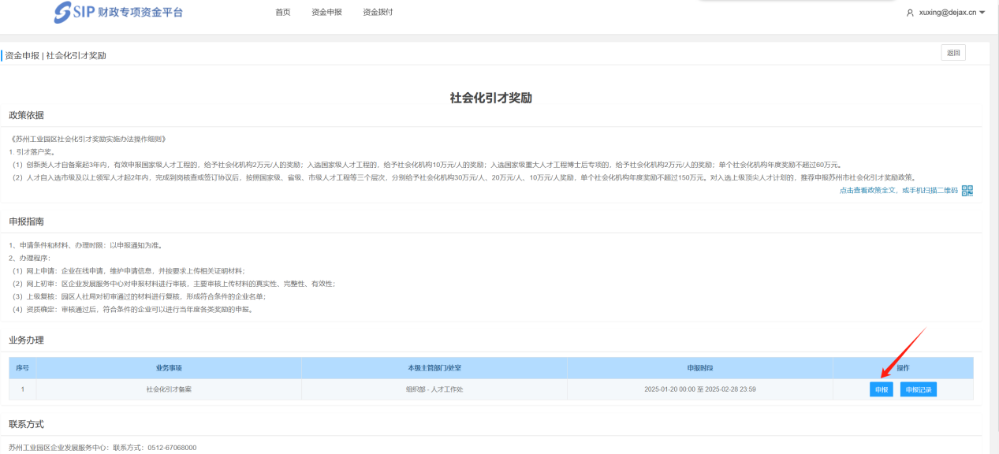 SIP 财政专项资金平台 首页 资金申报 资金拨付 xuxing@dejax.cn
资金申报 | 社会化引才奖励 返回
社会化引才奖励
政策依据
《苏州工业园区社会化引才奖励实施办法操作细则》
1. 引才落户奖。
（1）创新类人才自备案起3年内，有效申报国家级人才工程的，给予社会化机构2万元/人的奖励；入选国家级人才工程的，给予社会化机构10万元/人的奖励；入选国家级重大人才工程博士后专项的，给予社会化机构2万元/人的奖励；单个社会化机构年度奖励不超过60万元。
（2）人才自入选市级及以上领军人才起2年内，完成到岗核查或签订协议后，按照国家级、省级、市级人才工程等三个层次，分别给予社会化机构30万元/人、20万元/人、10万元/人奖励，单个社会化机构年度奖励不超过150万元。对入选上级顶尖人才计划的，推荐申报苏州市社会化引才奖励政策。
点击查看政策全文，或手机扫描二维码
申报指南
1、申请条件和材料、办理时限：以申报通知为准。
2、办理程序：
（1）网上申请：企业在线申请，维护申请信息，并按要求上传相关证明材料；
（2）网上初审：区企业发展服务中心对申报材料进行审核，主要审核上传材料的真实性、完整性、有效性；
（3）上级复核：园区人社局对初审通过的材料进行复核，形成符合条件的企业名单；
（4）资质确定：审核通过后，符合条件的企业可以进行当年度各类奖励的申报。
业务办理
序号 业务事项 本级主管部门/处室 申报时段 操作
1 社会化引才备案 组织部 - 人才工作处 2025-01-20 00:00 至 2025-02-28 23:59 申报 申报记录
联系方式
苏州工业园区企业发展服务中心：联系方式：0512-67068000